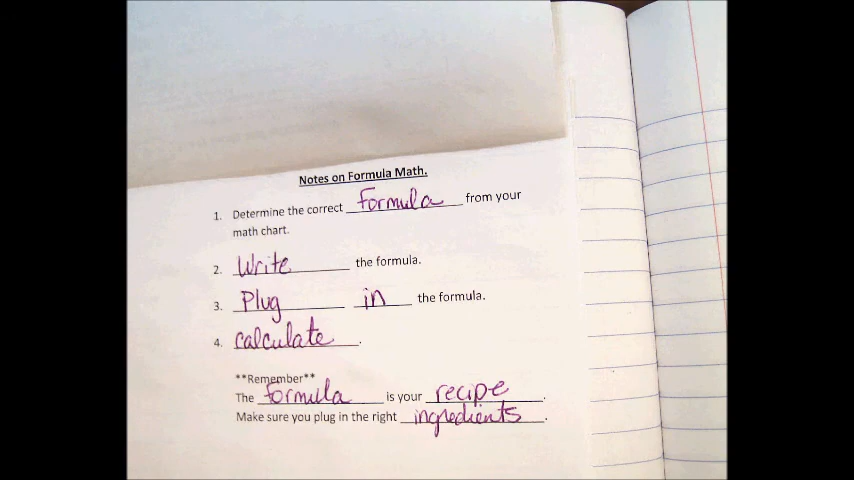 Notes on Formula Math.
1. Determine the correct formula from your
math chart.
2. Write the formula.
3. Plug in the formula.
4. calculate.
**Remember**
The formula is your recipe.
Make sure you plug in the right ingredients.